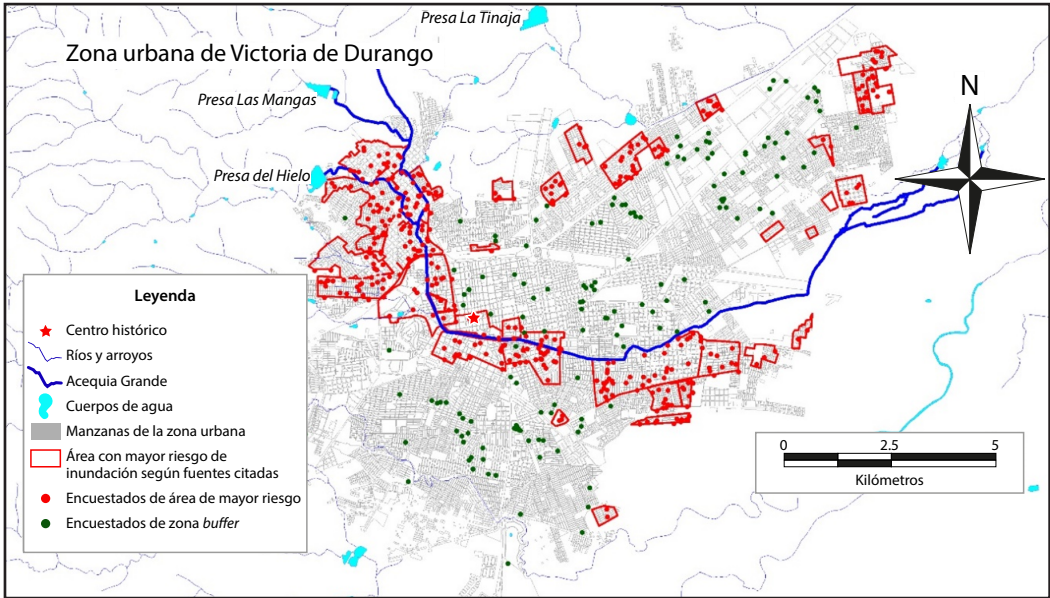 Presa La Tinaja
Zona urbana de Victoria de Durango
Presa Las Mangas
N
Presa del Hielo
Leyenda
Centro histórico
Ríos y arroyos
Acequia Grande
Cuerpos de agua
Manzanas de la zona urbana
Área con mayor riesgo de
inundación según fuentes citadas
Encuestados de área de mayor riesgo
Encuestados de zona buffer
0 2.5 5
Kilómetros